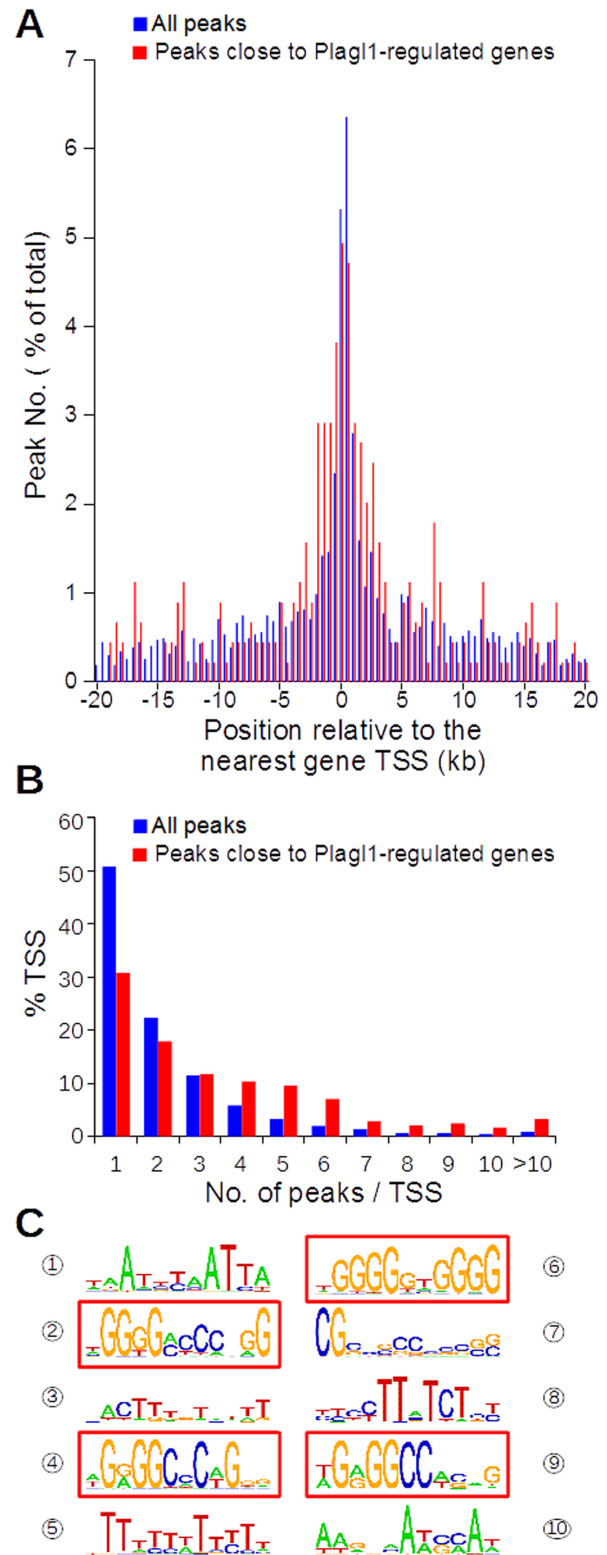 A
All peaks
Peaks close to Plagl1-regulated genes
7
6
5
4
3
2
1
0
Peak No. ( % of total)
-20 -15 -10 -5 0 5 10 15 20
Position relative to the
nearest gene TSS (kb)
B
All peaks
Peaks close to Plagl1-regulated genes
60
50
40
30
20
10
0
% TSS
1 2 3 4 5 6 7 8 9 10 >10
No. of peaks / TSS
C
① ⑥
② ⑦
③ ⑧
④ ⑨
⑤ ⑩